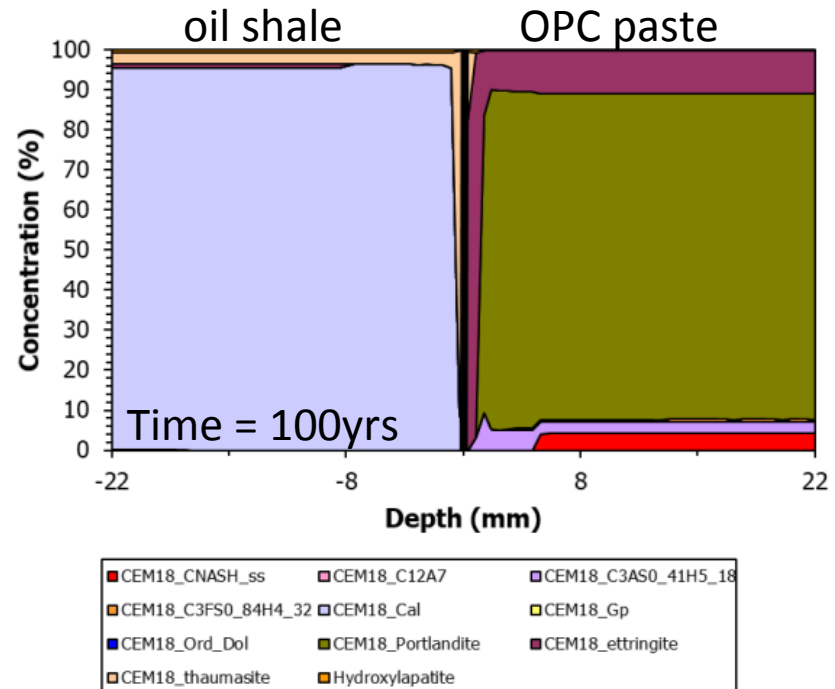 oil shale OPC paste
100
90
80
70
60
50
40
30
20
10
0
Concentration (%)
Time = 100yrs
-22 -8 8 22
Depth (mm)
CEM18_CNASH_ss CEM18_C12A7 CEM18_C3AS0_41H5_18
CEM18_C3FS0_84H4_32 CEM18_Cal CEM18_Gp
CEM18_Ord_Dol CEM18_Portlandite CEM18_ettringite
CEM18_thaumasite Hydroxylapatite